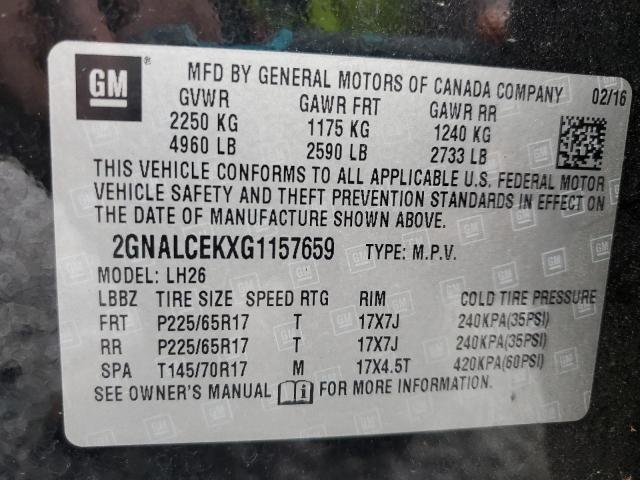 GM ® MFD BY GENERAL MOTORS OF CANADA COMPANY 02/16
GVWR GAWR FRT GAWR RR
2250 KG 1175 KG 1240 KG
4960 LB 2590 LB 2733 LB
THIS VEHICLE CONFORMS TO ALL APPLICABLE U.S. FEDERAL MOTOR
VEHICLE SAFETY AND THEFT PREVENTION STANDARDS IN EFFECT ON
THE DATE OF MANUFACTURE SHOWN ABOVE.
2GNALCEKXG1157659 TYPE: M.P.V.
MODEL: LH26
LBBZ TIRE SIZE SPEED RTG RIM COLD TIRE PRESSURE
FRT P225/65R17 T 17X7J 240KPA(35PSI)
RR P225/65R17 T 17X7J 240KPA(35PSI)
SPA T145/70R17 M 17X4.5T 420KPA(60PSI)
SEE OWNER'S MANUAL FOR MORE INFORMATION.